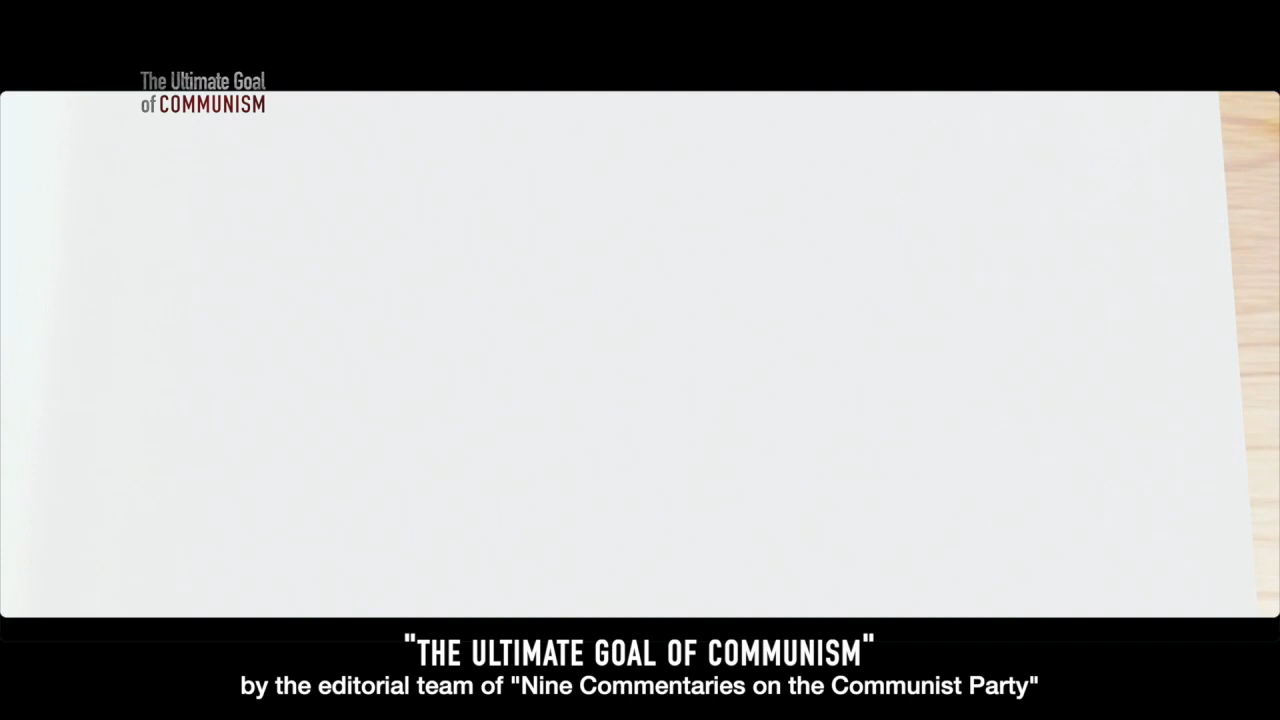 The Ultimate Goal
of COMMUNISM
"THE ULTIMATE GOAL OF COMMUNISM"
by the editorial team of "Nine Commentaries on the Communist Party"